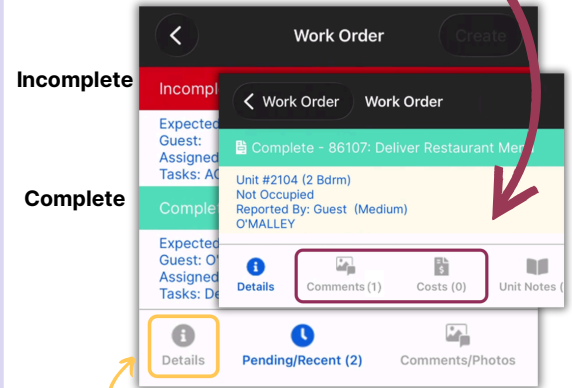 Work Order
Create
Incomplete
Incompl
Work Order
Work Order
Expected
Guest:
Assigned
Tasks: AC
Complete - 86107: Deliver Restaurant Men
Unit #2104 (2 Bdrm)
Not Occupied
Reported By: Guest (Medium)
O'MALLEY
Complete
Complet
Expected
Guest: O'
Assigned
Tasks: De
Details
Comments (1)
Costs (0)
Unit Notes (
Details
Pending/Recent (2)
Comments/Photos